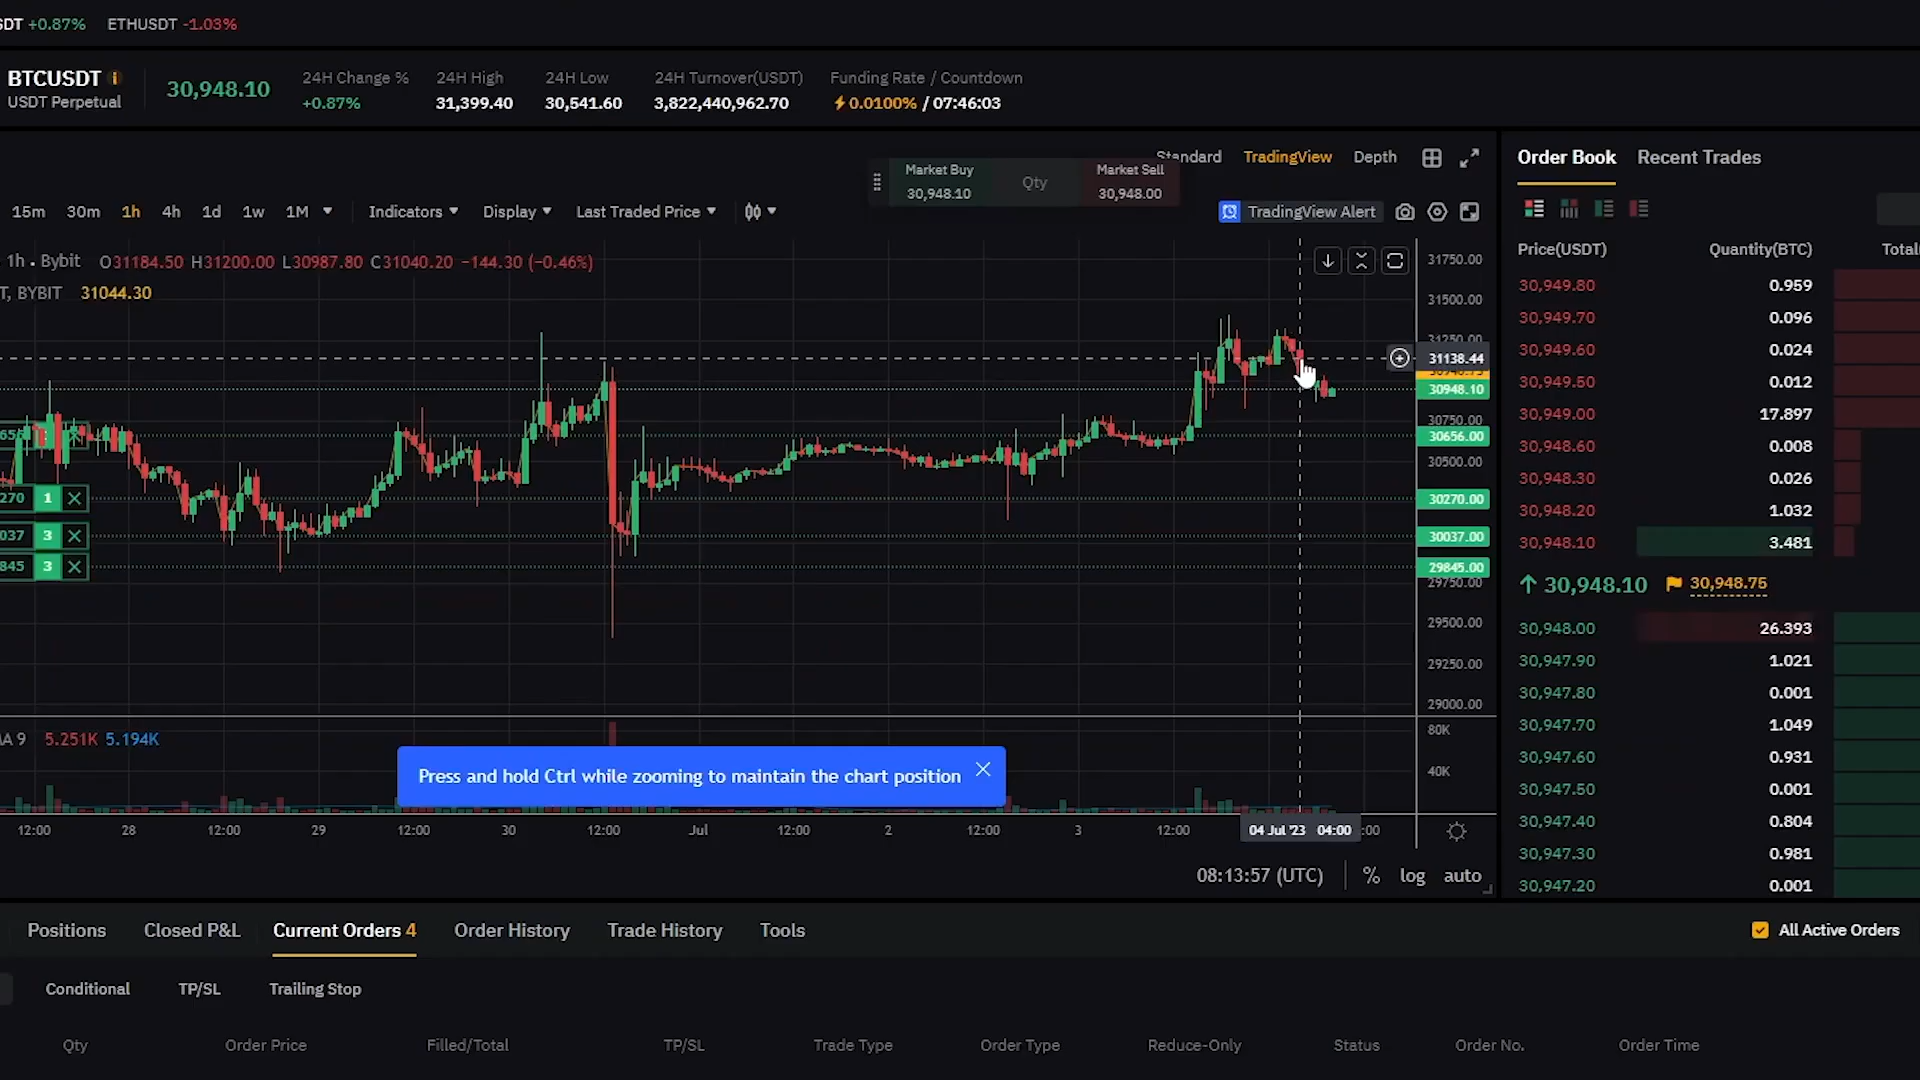 SDT +0.87% ETHUSDT -1.03%
BTCUSDT
USDT Perpetual
30,948.10
24H Change % 24H High 24H Low 24H Turnover(USDT) Funding Rate / Countdown
+0.87% 31,399.40 30,541.60 3,822,440,962.70 0.0100% / 07:46:03
Standard TradingView Depth
Market Buy Qty Market Sell
30,948.10 30,948.00
15m 30m 1h 4h 1d 1w 1M Indicators Display Last Traded Price TradingView Alert
1h . Bybit O31184.50 H31200.00 L30987.80 C31040.20 −144.30 (−0.46%)
T, BYBIT 31044.30
31750.00
31500.00
31250.00
31138.44
30948.10
30750.00
30656.00
30500.00
270 1
30270.00
037 3
30037.00
845 3
29845.00
29750.00
29500.00
29250.00
29000.00
A 9 5.251K 5.194K
80K
40K
Press and hold Ctrl while zooming to maintain the chart position
12:00 28 12:00 29 12:00 30 12:00 Jul 12:00 2 12:00 3 12:00 04 Jul '23 04:00 :00
08:13:57 (UTC) % log auto
Order Book Recent Trades
Price(USDT) Quantity(BTC) Total
30,949.80 0.959
30,949.70 0.096
30,949.60 0.024
30,949.50 0.012
30,949.00 17.897
30,948.60 0.008
30,948.30 0.026
30,948.20 1.032
30,948.10 3.481
30,948.10 30,948.75
30,948.00 26.393
30,947.90 1.021
30,947.80 0.001
30,947.70 1.049
30,947.60 0.931
30,947.50 0.001
30,947.40 0.804
30,947.30 0.981
30,947.20 0.001
Positions Closed P&L Current Orders 4 Order History Trade History Tools All Active Orders
Conditional TP/SL Trailing Stop
Qty Order Price Filled/Total TP/SL Trade Type Order Type Reduce-Only Status Order No. Order Time